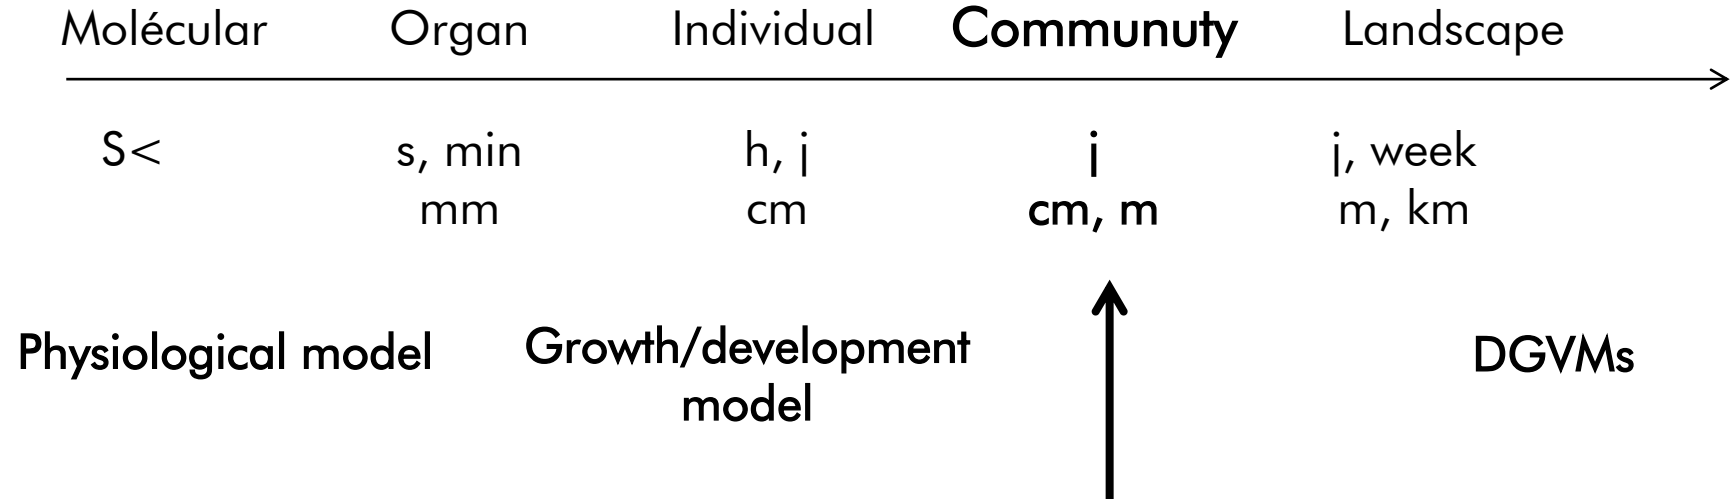 Molécular Organ Individual Communuty Landscape
S< s, min h, j j j, week
mm cm cm, m m, km
Physiological model Growth/development model DGVMs